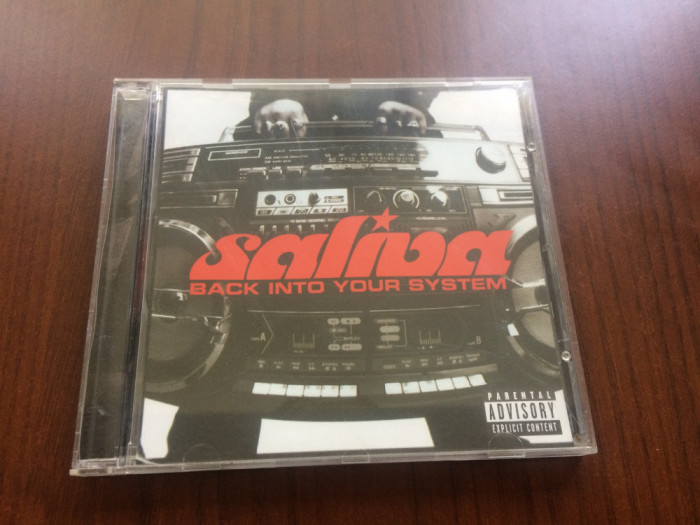 saliva
BACK INTO YOUR SYSTEM
A
B
PARENTAL
ADVISORY
EXPLICIT CONTENT